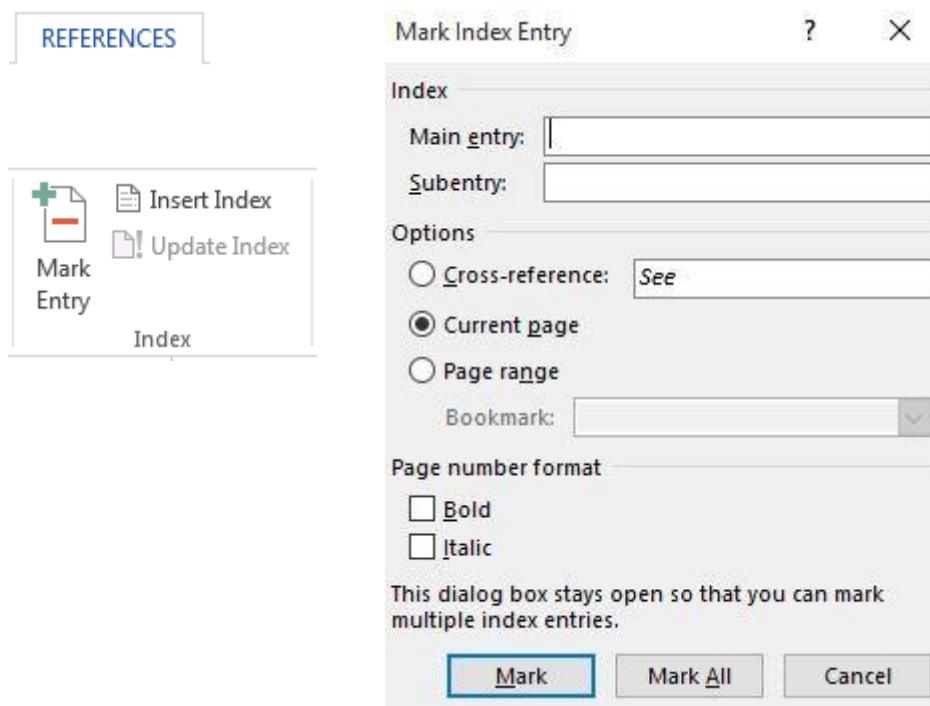 REFERENCES
Mark
Entry
Insert Index
Update Index
Index
Mark Index Entry ? ×
Index
Main entry:
Subentry:
Options
Cross-reference: See
Current page
Page range
Bookmark:
Page number format
Bold
Italic
This dialog box stays open so that you can mark
multiple index entries.
Mark Mark All Cancel